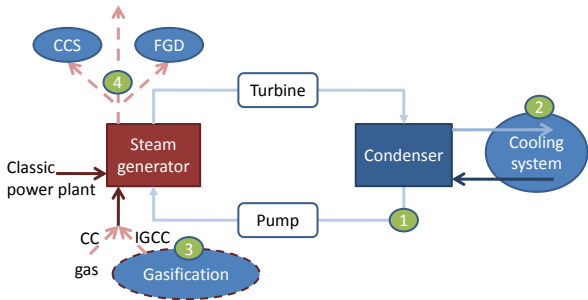 CCS
FGD
4
Turbine
2
Steam
generator
Condenser
Cooling
system
Classic
power plant
1
Pump
CC
IGCC
3
gas
Gasification